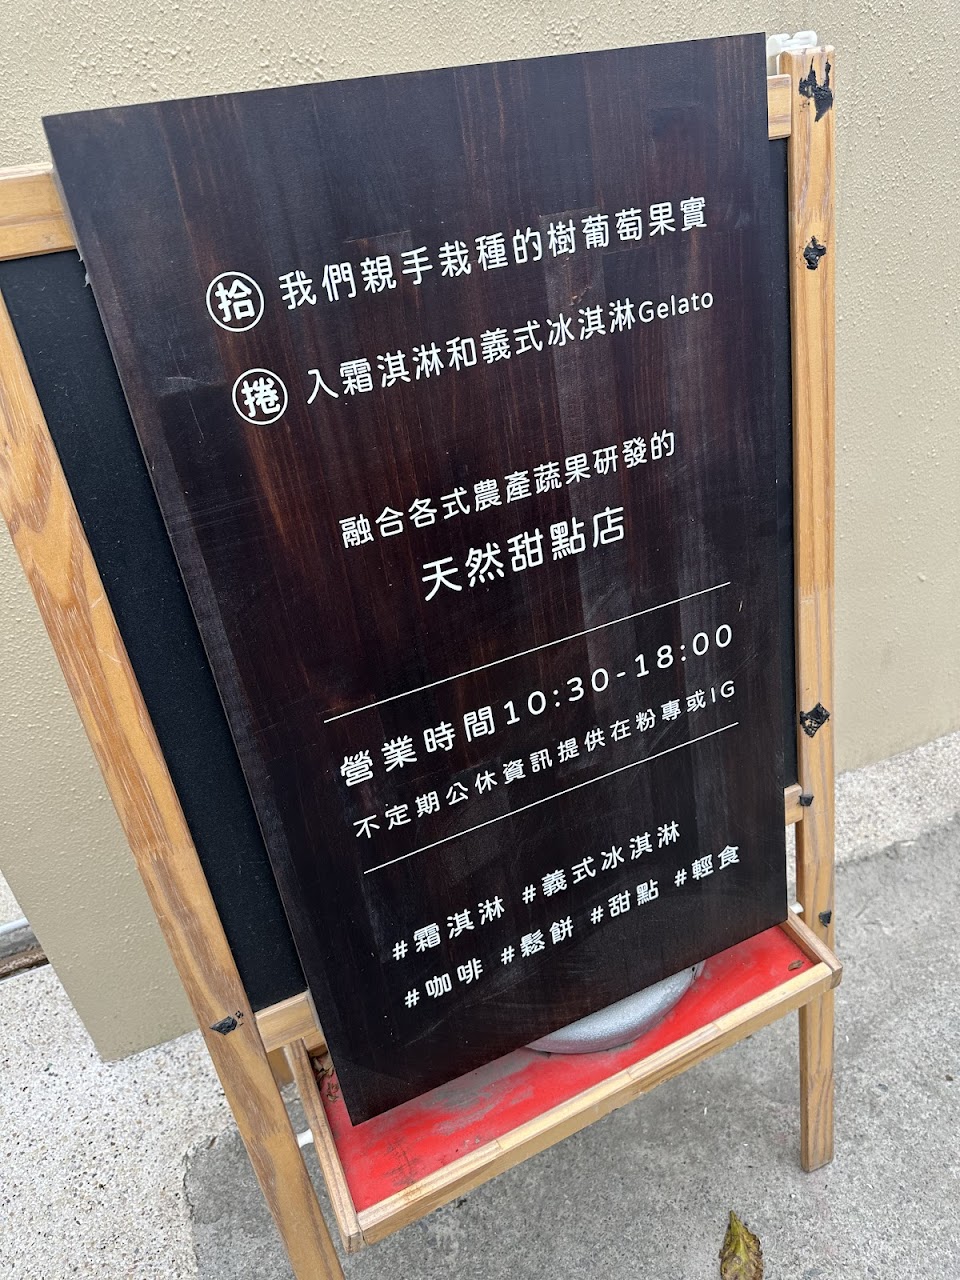 拾 我們親手栽種的樹葡萄果實
捲 入霜淇淋和義式冰淇淋Gelato
融合各式農產蔬果研發的
天然甜點店
營業時間10:30-18:00
不定期公休資訊提供在粉專或IG
#霜淇淋 #義式冰淇淋
#咖啡 #鬆餅 #甜點 #輕食